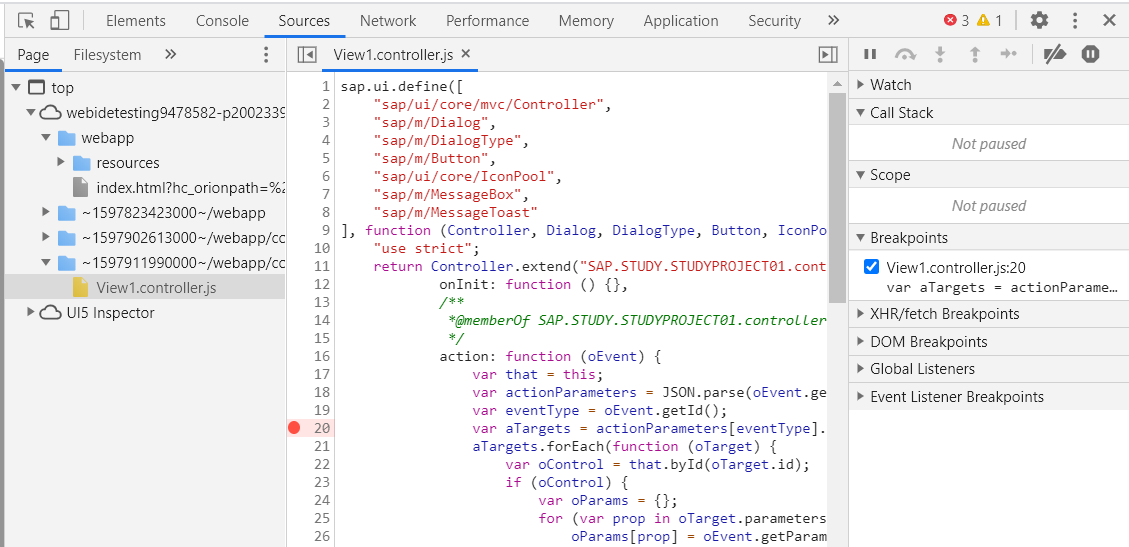 Elements Console Sources Network Performance Memory Application Security » 3 1
Page Filesystem »
View1.controller.js ×
top
webidetesting9478582-p2002339
webapp
resources
index.html?hc_orionpath=%2
~1597823423000~/webapp
~1597902613000~/webapp/cc
~1597911990000~/webapp/cc
View1.controller.js
UI5 Inspector
1 sap.ui.define([
2 "sap/ui/core/mvc/Controller",
3 "sap/m/Dialog",
4 "sap/m/DialogType",
5 "sap/m/Button",
6 "sap/ui/core/IconPool",
7 "sap/m/MessageBox",
8 "sap/m/MessageToast"
9 ], function (Controller, Dialog, DialogType, Button, IconPo
10 "use strict";
11 return Controller.extend("SAP.STUDY.STUDYPROJECT01.cont
12 onInit: function () {},
13 /**
14 *@memberOf SAP.STUDY.STUDYPROJECT01.controller
15 */
16 action: function (oEvent) {
17 var that = this;
18 var actionParameters = JSON.parse(oEvent.ge
19 var eventType = oEvent.getId();
20 var aTargets = actionParameters[eventType].
21 aTargets.forEach(function (oTarget) {
22 var oControl = that.byId(oTarget.id);
23 if (oControl) {
24 var oParams = {};
25 for (var prop in oTarget.parameters
26 oParams[prop] = oEvent.getParam
Watch
Call Stack
Not paused
Scope
Not paused
Breakpoints
View1.controller.js:20
var aTargets = actionParame…
XHR/fetch Breakpoints
DOM Breakpoints
Global Listeners
Event Listener Breakpoints